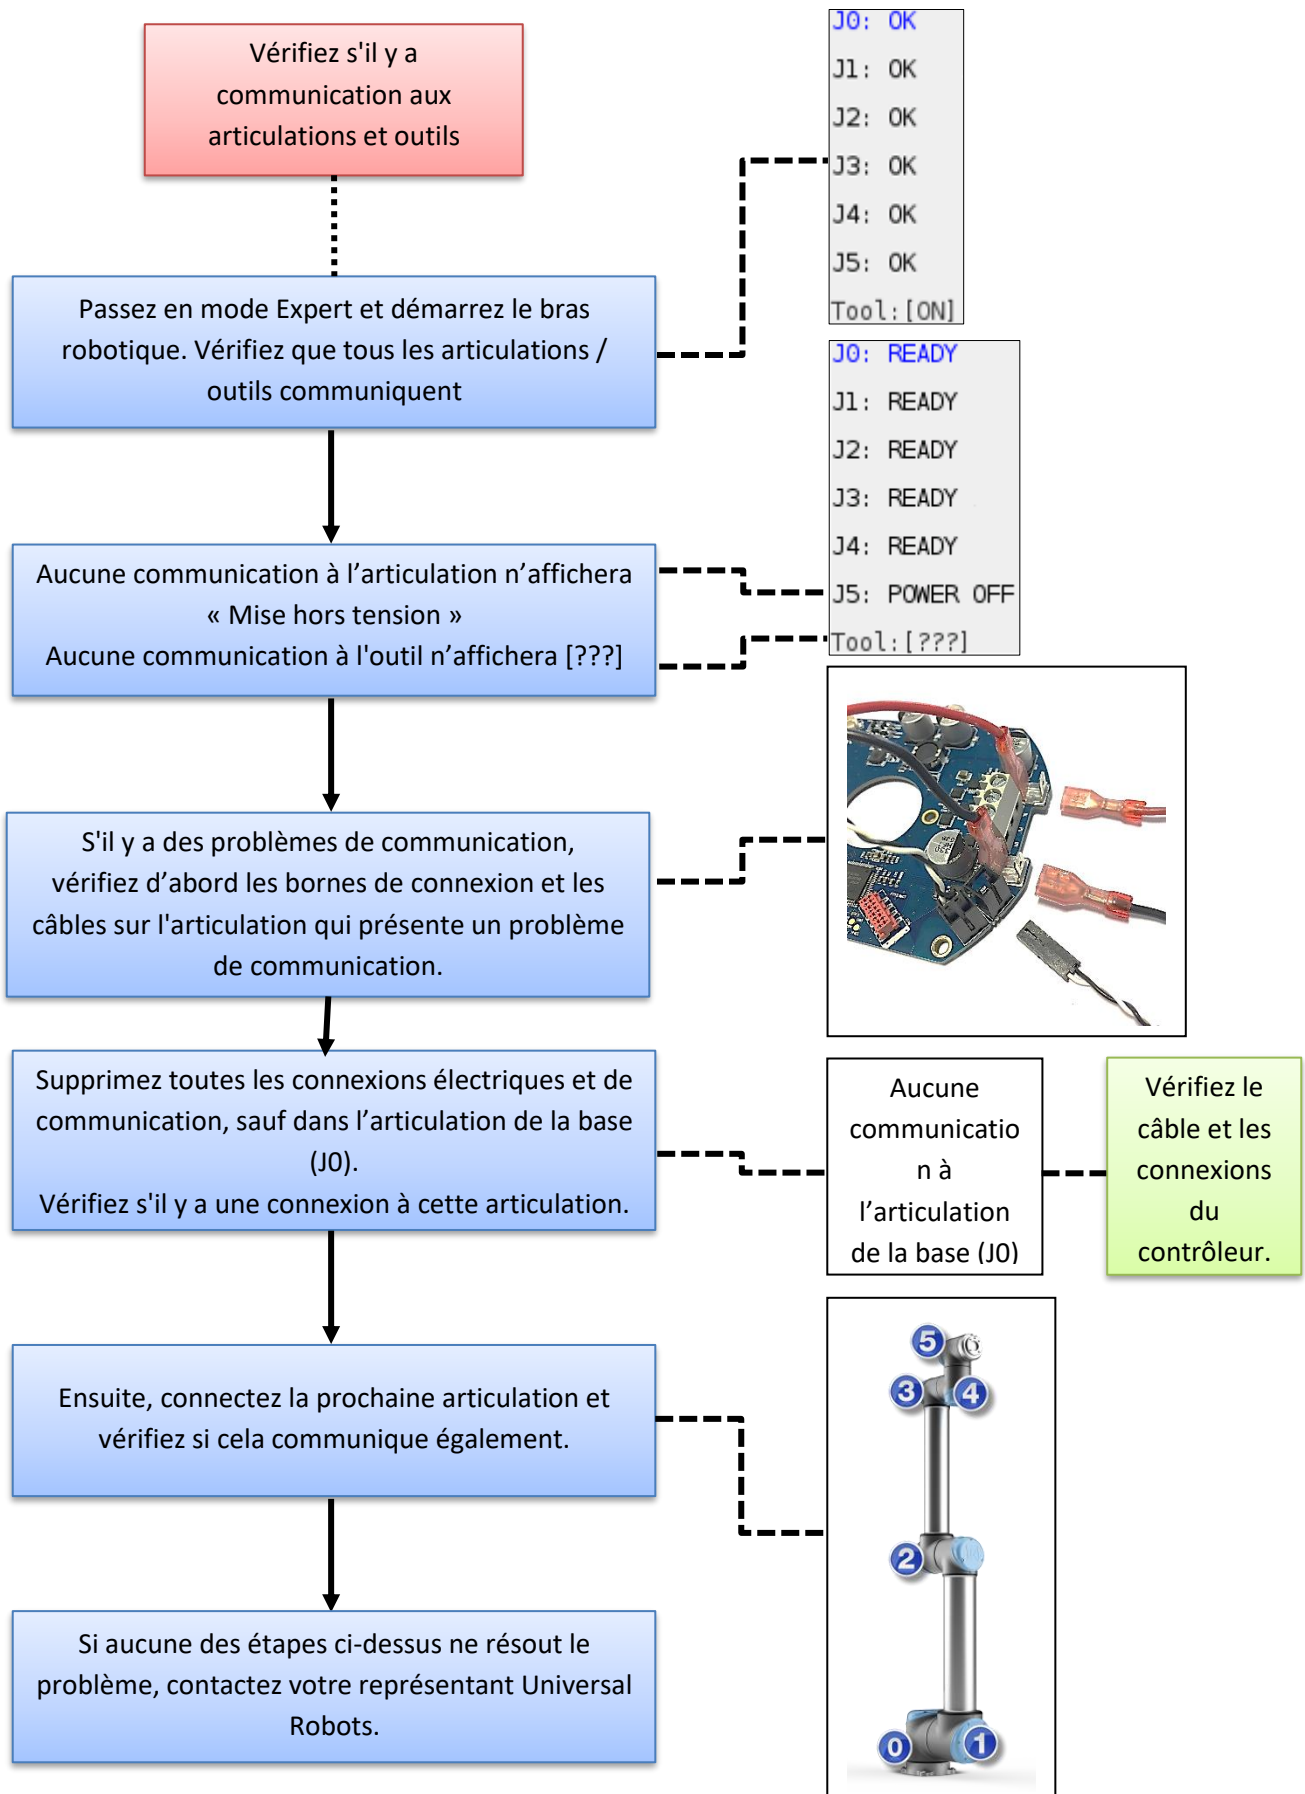 Vérifiez s'il y a
communication aux
articulations et outils
J0: OK
J1: OK
J2: OK
J3: OK
J4: OK
J5: OK
Tool:[ON]
Passez en mode Expert et démarrez le bras
robotique. Vérifiez que tous les articulations /
outils communiquent
J0: READY
J1: READY
J2: READY
J3: READY
J4: READY
J5: POWER OFF
Tool:[???]
Aucune communication à l’articulation n’affichera
« Mise hors tension »
Aucune communication à l'outil n’affichera [???]
S'il y a des problèmes de communication,
vérifiez d’abord les bornes de connexion et les
câbles sur l'articulation qui présente un problème
de communication.
Supprimez toutes les connexions électriques et de
communication, sauf dans l’articulation de la base
(J0).
Vérifiez s'il y a une connexion à cette articulation.
Aucune
communicatio
n à
l’articulation
de la base (J0)
Vérifiez le
câble et les
connexions
du
contrôleur.
Ensuite, connectez la prochaine articulation et
vérifiez si cela communique également.
5
3
4
2
0
1
Si aucune des étapes ci-dessus ne résout le
problème, contactez votre représentant Universal
Robots.